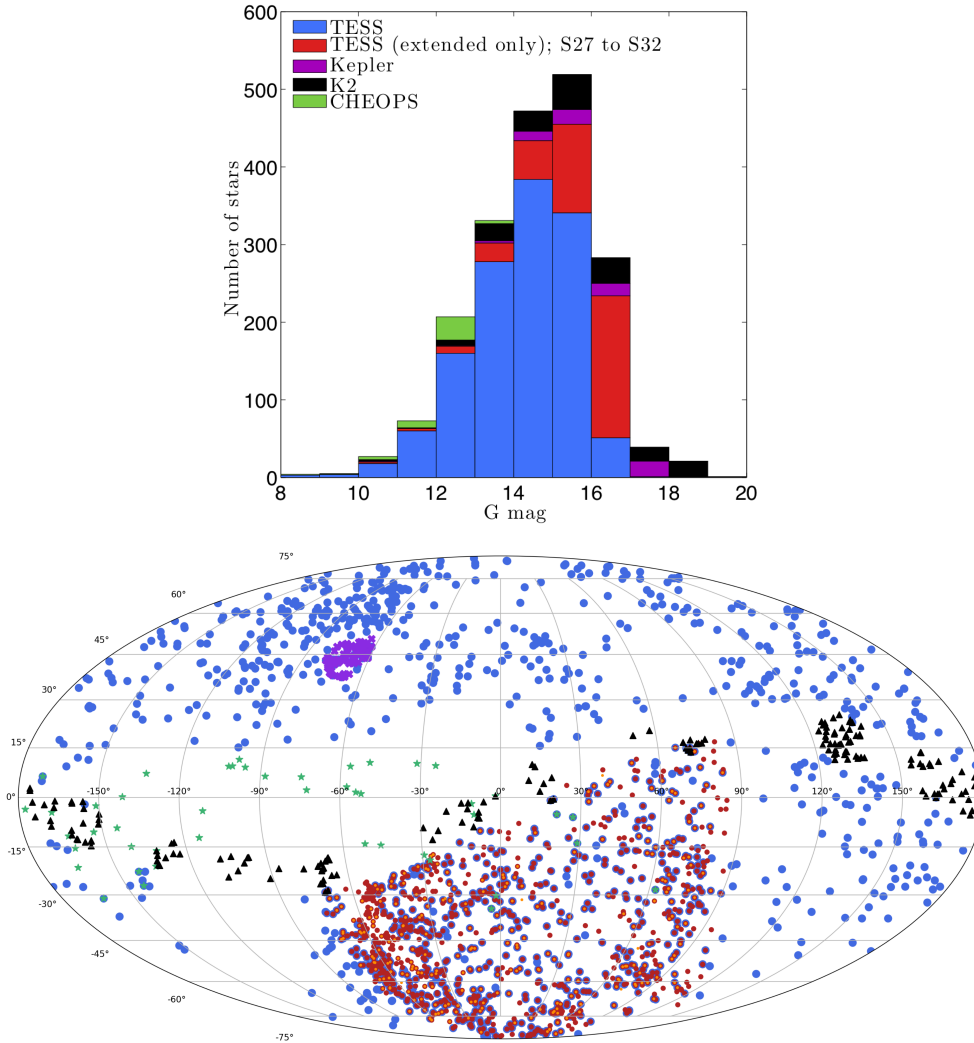 600
500
400
300
200
100
0
Number of stars
TESS
TESS (extended only); S27 to S32
Kepler
K2
CHEOPS
8 10 12 14 16 18 20
G mag
75°
60°
45°
30°
15°
0°
-15°
-30°
-45°
-60°
-75°
-150° -120° -90° -60° -30° 0° 30° 60° 90° 120° 150°